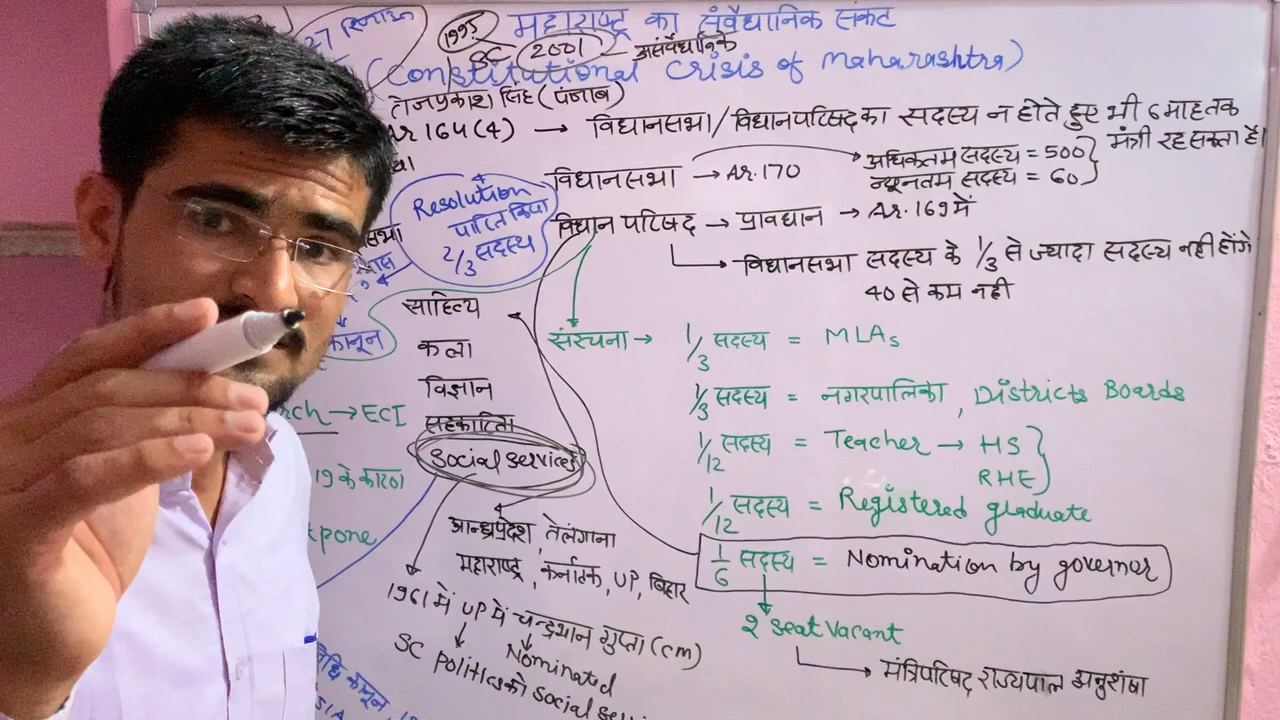 27
1995
महाराष्ट्र का संवैधानिक संकट
SC 2001 - असंवैधानिक
(Constitutional Crisis of Maharashtra)
तेजप्रकाश सिंह (पंजाब)
Ar 164(4) → विधानसभा/विधानपरिषद का सदस्य न होते हुए भी 6 माह तक
मंत्री रह सकता है।
विधानसभा → Ar. 170
अधिकतम सदस्य = 500
न्यूनतम सदस्य = 60
विधान परिषद → प्रावधान → Ar. 169 में
विधानसभा सदस्य के 1/3 से ज्यादा सदस्य नहीं होंगे
40 से कम नहीं
Resolution
पारित किया
2/3 सदस्य
कानून
संरचना → 1/3 सदस्य = MLAs
1/3 सदस्य = नगरपालिका, Districts Boards
1/12 सदस्य = Teacher → HS
RHE
1/12 सदस्य = Registered graduate
1/6 सदस्य = Nomination by governor
2 Seat Vacant
मंत्रिपरिषद राज्यपाल अनुशंषा
साहित्य
कला
विज्ञान
सहकारिता
Social services
आन्ध्रप्रदेश, तेलंगाना
महाराष्ट्र, कर्नाटक, UP, बिहार
1961 में UP में चन्द्रभान गुप्ता (CM)
Nominated
SC Politics को Social
rch → ECI
19 के कारण
tpone
कानून